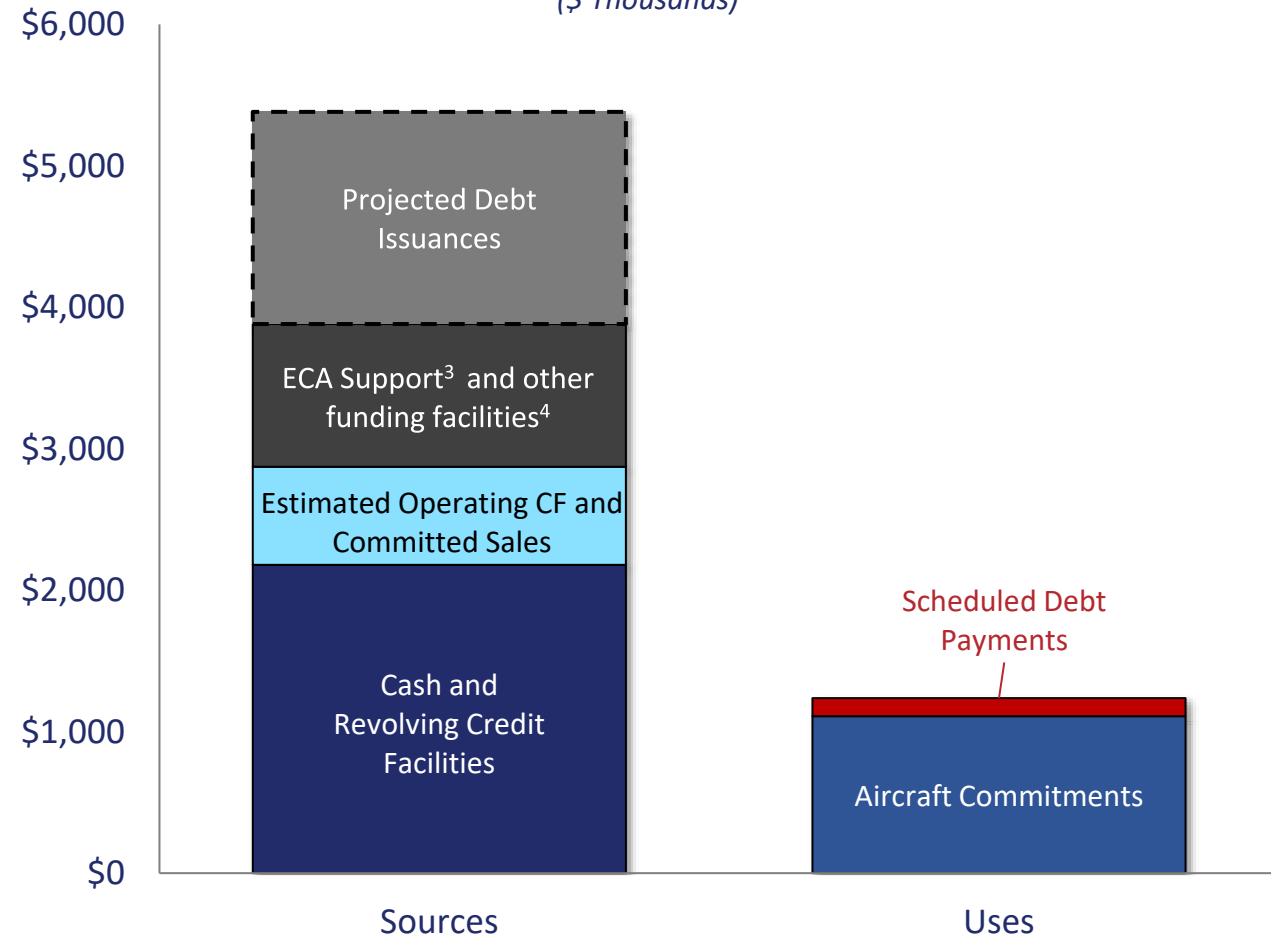 ($ Thousands)
$6,000
$5,000
$4,000
$3,000
$2,000
$1,000
$0
Projected Debt
Issuances
ECA Support³ and other
funding facilities⁴
Estimated Operating CF and
Committed Sales
Cash and
Revolving Credit
Facilities
Scheduled Debt
Payments
Aircraft Commitments
Sources
Uses